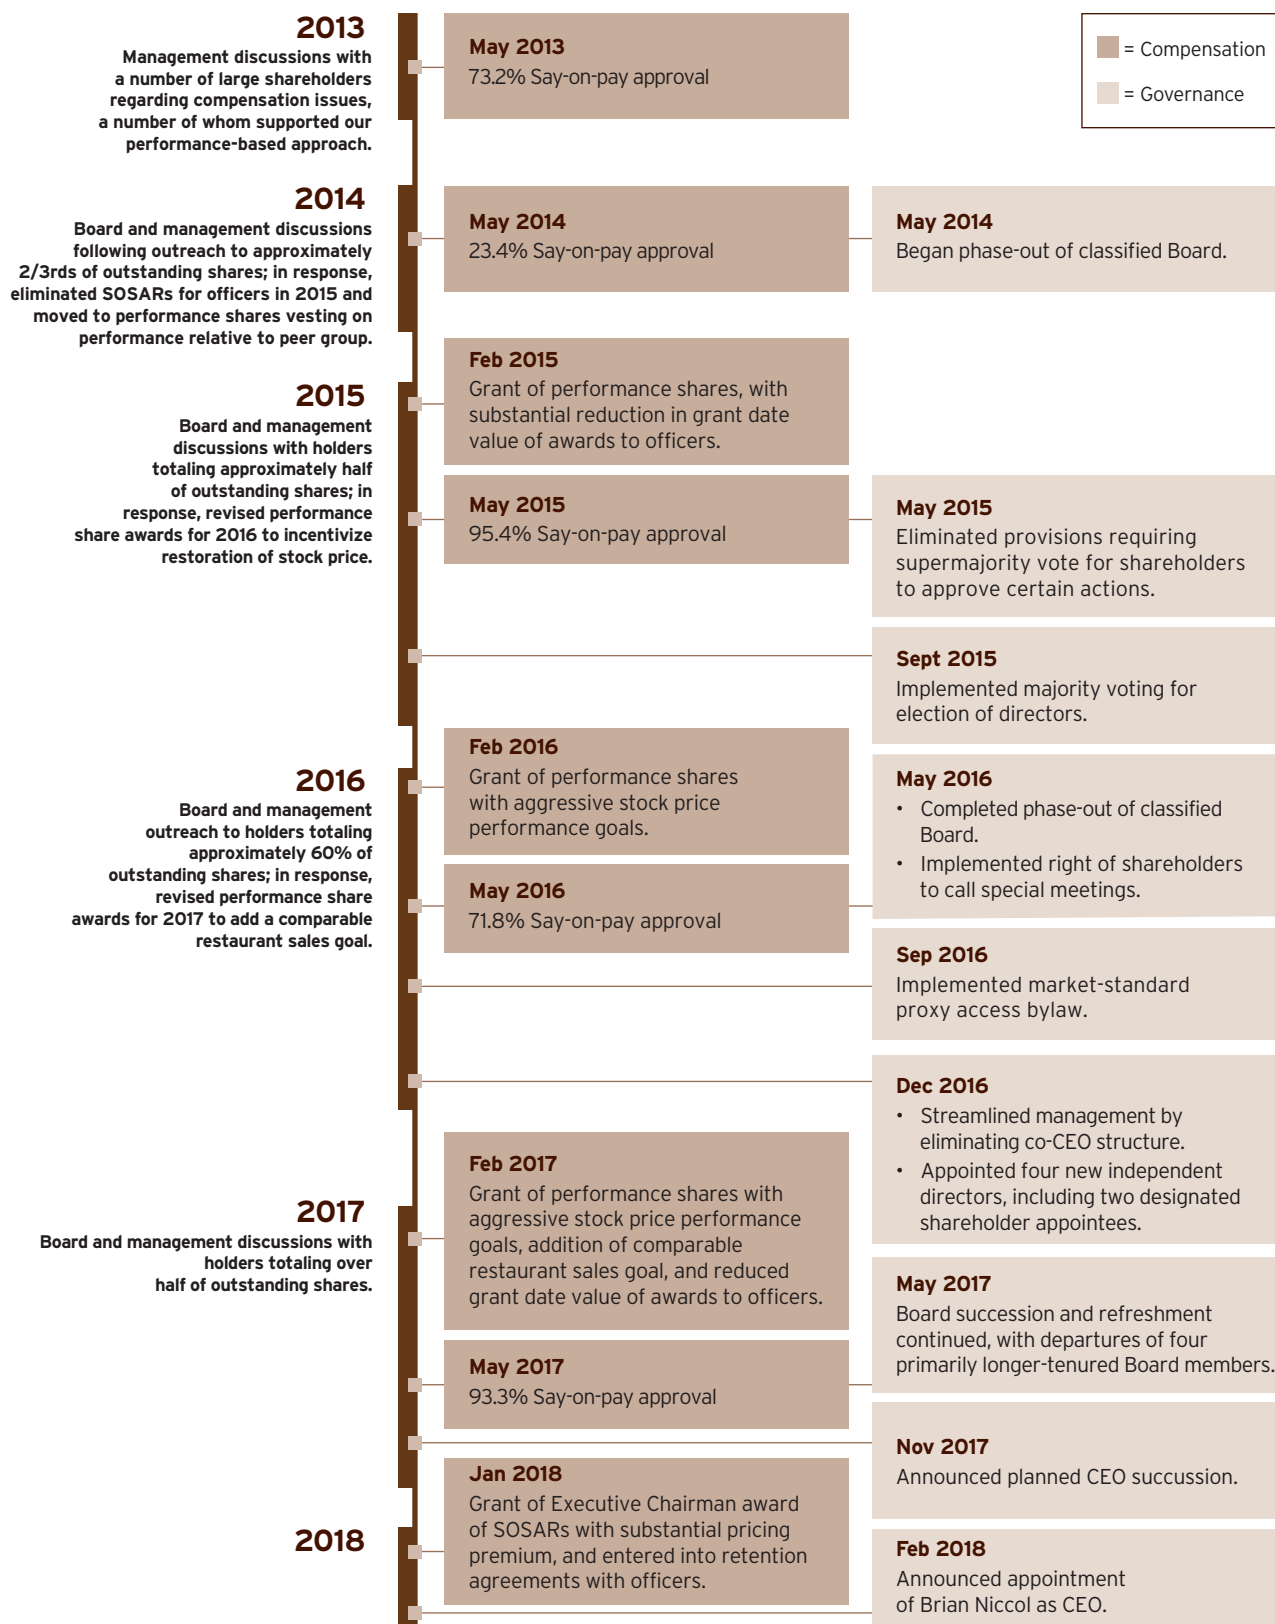 2013
Management discussions with
a number of large shareholders
regarding compensation issues,
a number of whom supported our
performance-based approach.
May 2013
73.2% Say-on-pay approval
= Compensation
= Governance
2014
Board and management discussions
following outreach to approximately
2/3rds of outstanding shares; in response,
eliminated SOSARs for officers in 2015 and
moved to performance shares vesting on
performance relative to peer group.
May 2014
23.4% Say-on-pay approval
May 2014
Began phase-out of classified Board.
Feb 2015
Grant of performance shares, with
substantial reduction in grant date
value of awards to officers.
2015
Board and management
discussions with holders
totaling approximately half
of outstanding shares; in
response, revised performance
share awards for 2016 to incentivize
restoration of stock price.
May 2015
95.4% Say-on-pay approval
May 2015
Eliminated provisions requiring
supermajority vote for shareholders
to approve certain actions.
Sept 2015
Implemented majority voting for
election of directors.
2016
Board and management
outreach to holders totaling
approximately 60% of
outstanding shares; in response,
revised performance share
awards for 2017 to add a comparable
restaurant sales goal.
Feb 2016
Grant of performance shares
with aggressive stock price
performance goals.
May 2016
• Completed phase-out of classified
Board.
• Implemented right of shareholders
to call special meetings.
May 2016
71.8% Say-on-pay approval
Sep 2016
Implemented market-standard
proxy access bylaw.
Dec 2016
• Streamlined management by
eliminating co-CEO structure.
• Appointed four new independent
directors, including two designated
shareholder appointees.
2017
Board and management discussions with
holders totaling over
half of outstanding shares.
Feb 2017
Grant of performance shares with
aggressive stock price performance
goals, addition of comparable
restaurant sales goal, and reduced
grant date value of awards to officers.
May 2017
Board succession and refreshment
continued, with departures of four
primarily longer-tenured Board members.
May 2017
93.3% Say-on-pay approval
Nov 2017
Announced planned CEO succussion.
2018
Jan 2018
Grant of Executive Chairman award
of SOSARs with substantial pricing
premium, and entered into retention
agreements with officers.
Feb 2018
Announced appointment
of Brian Niccol as CEO.